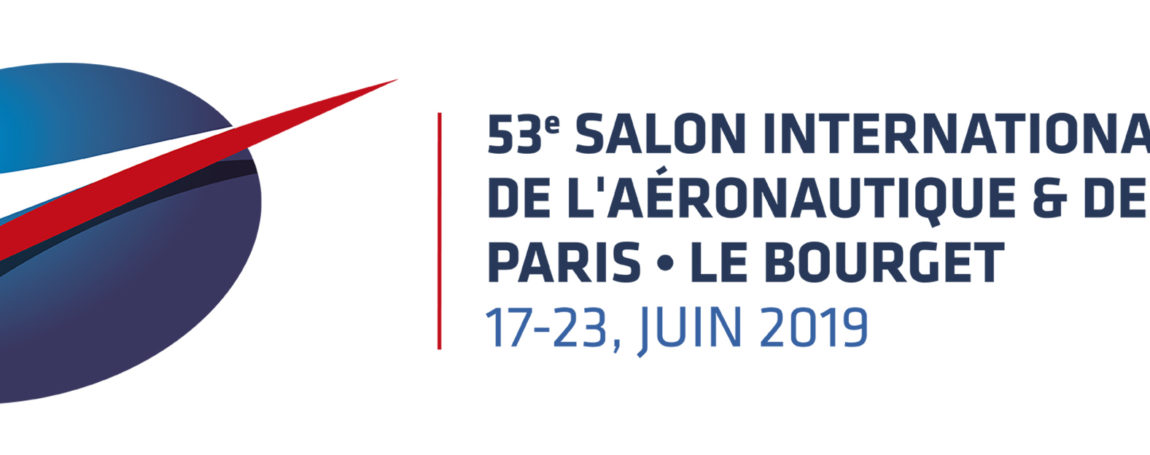 53e SALON INTERNATIONA
DE L'AÉRONAUTIQUE & DE
PARIS • LE BOURGET
17-23, JUIN 2019